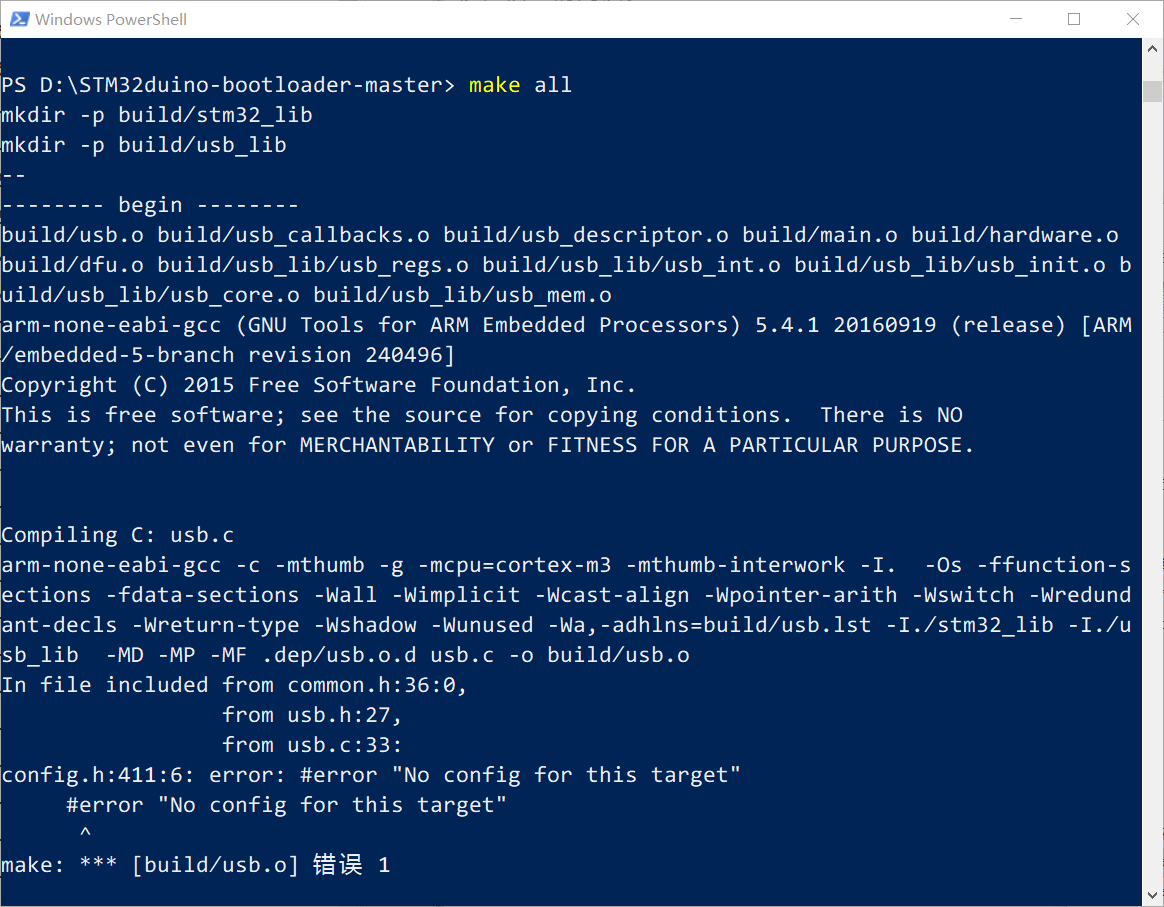 Windows PowerShell
PS D:\STM32duino-bootloader-master> make all
mkdir -p build/stm32_lib
mkdir -p build/usb_lib
--
-------- begin --------
build/usb.o build/usb_callbacks.o build/usb_descriptor.o build/main.o build/hardware.o
build/dfu.o build/usb_lib/usb_regs.o build/usb_lib/usb_int.o build/usb_lib/usb_init.o b
uild/usb_lib/usb_core.o build/usb_lib/usb_mem.o
arm-none-eabi-gcc (GNU Tools for ARM Embedded Processors) 5.4.1 20160919 (release) [ARM
/embedded-5-branch revision 240496]
Copyright (C) 2015 Free Software Foundation, Inc.
This is free software; see the source for copying conditions.  There is NO
warranty; not even for MERCHANTABILITY or FITNESS FOR A PARTICULAR PURPOSE.
Compiling C: usb.c
arm-none-eabi-gcc -c -mthumb -g -mcpu=cortex-m3 -mthumb-interwork -I.  -Os -ffunction-s
ections -fdata-sections -Wall -Wimplicit -Wcast-align -Wpointer-arith -Wswitch -Wredund
ant-decls -Wreturn-type -Wshadow -Wunused -Wa,-adhlns=build/usb.lst -I./stm32_lib -I./u
sb_lib  -MD -MP -MF .dep/usb.o.d usb.c -o build/usb.o
In file included from common.h:36:0,
                 from usb.h:27,
                 from usb.c:33:
config.h:411:6: error: #error "No config for this target"
     #error "No config for this target"
      ^
make: *** [build/usb.o] 错误 1